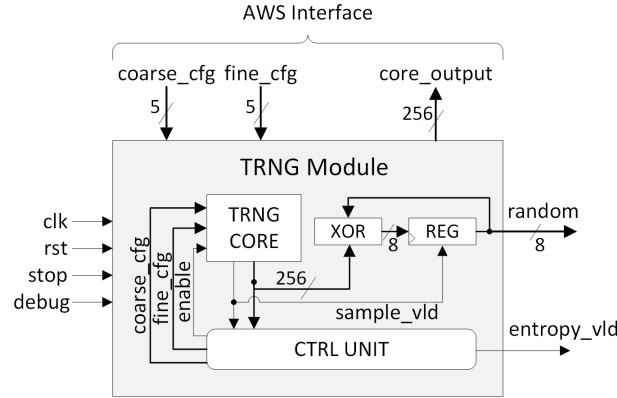 AWS Interface
coarse_cfg fine_cfg core_output
5 5 256
TRNG Module
clk
rst
stop
debug
coarse_cfg
fine_cfg
enable
TRNG
CORE
XOR
8
REG
random
8
256
sample_vld
CTRL UNIT
entropy_vld